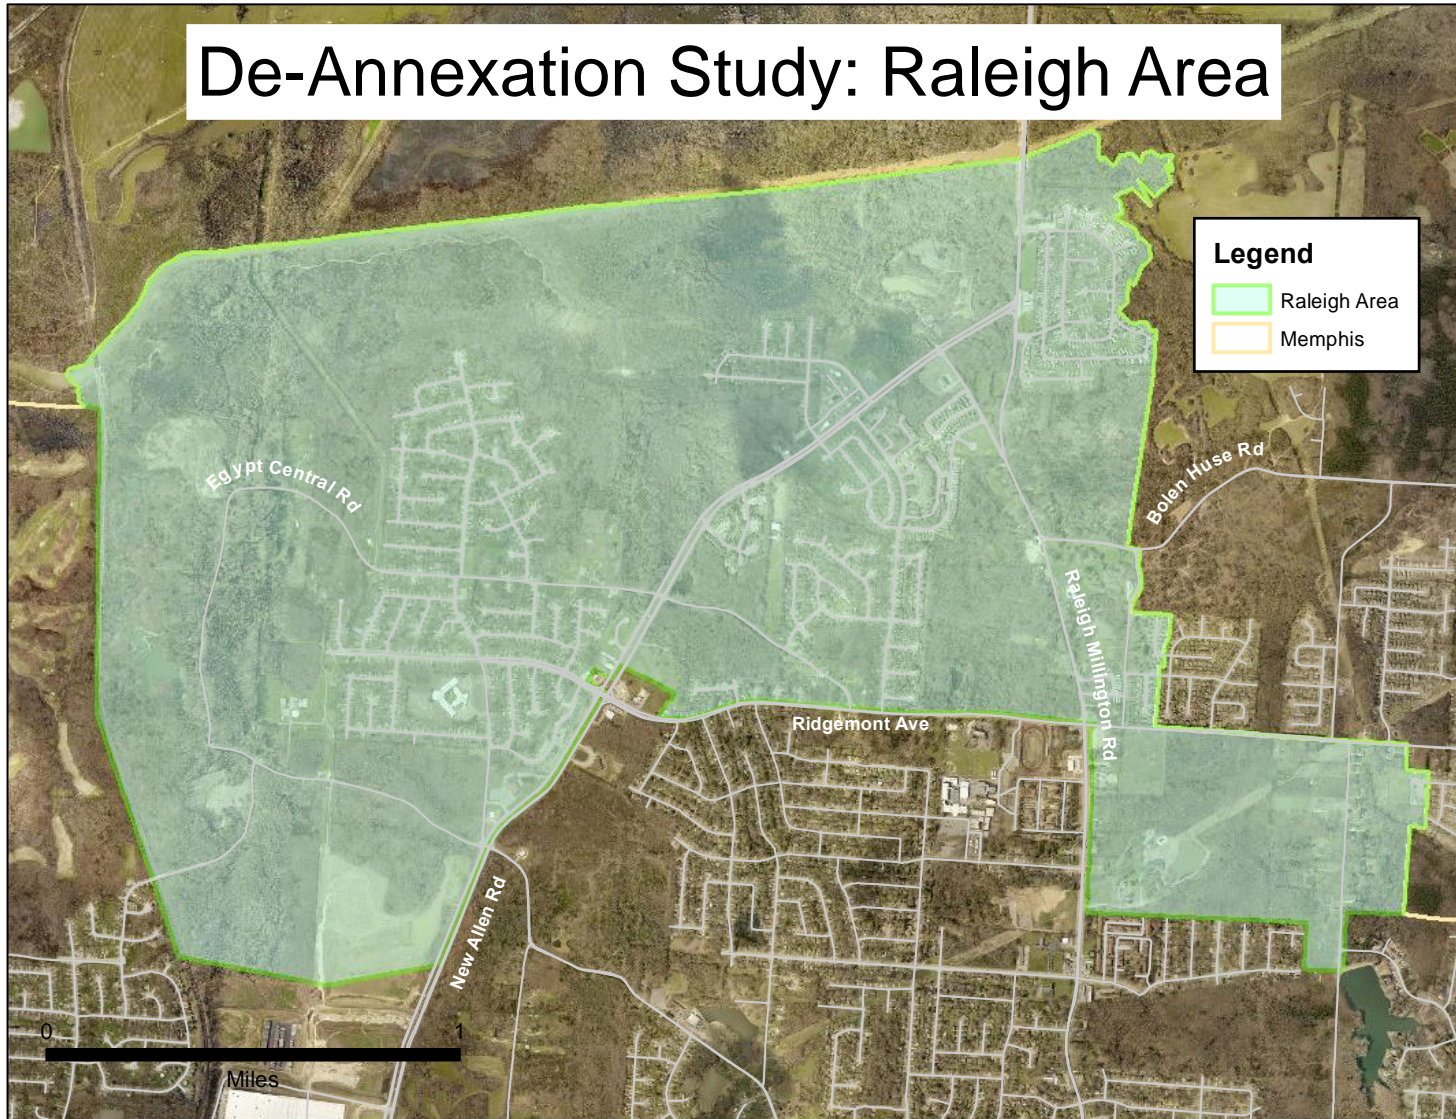 De-Annexation Study: Raleigh Area
Legend
Raleigh Area
Memphis
Egypt Central Rd
Bolen Huse Rd
Raleigh Millington Rd
Ridgemont Ave
New Allen Rd
0 1
Miles